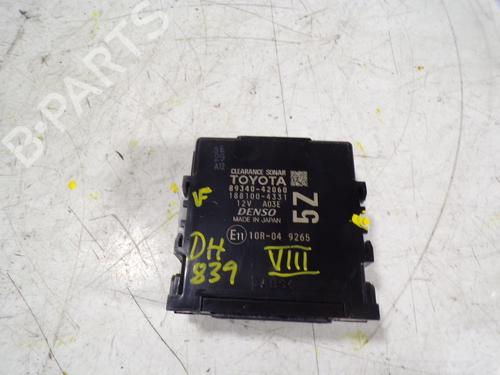 B-PARTS
CLEARANCE SONAR
TOYOTA
89340-42060
188100-4331
12V A03E
DENSO
MADE IN JAPAN
5Z
E11 10R-04 9265
VF
DH
839
VIII